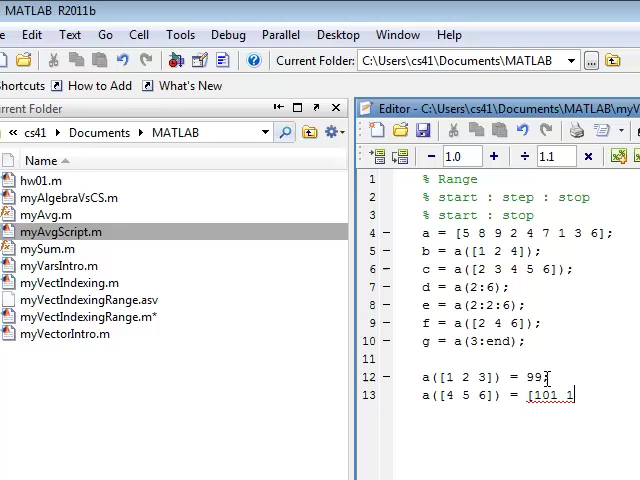 MATLAB R2011b
Edit Text Go Cell Tools Debug Parallel Desktop Window Help
Current Folder: C:\Users\cs41\Documents\MATLAB ...
How to Add What's New
cs41 Documents MATLAB
Name
hw01.m
myAlgebraVsCS.m
myAvg.m
myAvgScript.m
mySum.m
myVarsIntro.m
myVectIndexing.m
myVectIndexingRange.asv
myVectIndexingRange.m*
myVectorIntro.m
Editor - C:\Users\cs41\Documents\MATLAB\myV
− 1.0 + ÷ 1.1 ×
1 % Range
2 % start : step : stop
3 % start : stop
4 − a = [5 8 9 2 4 7 1 3 6];
5 − b = a([1 2 4]);
6 − c = a([2 3 4 5 6]);
7 − d = a(2:6);
8 − e = a(2:2:6);
9 − f = a([2 4 6]);
10 − g = a(3:end);
11
12 − a([1 2 3]) = 99;
13 a([4 5 6]) = [101 1